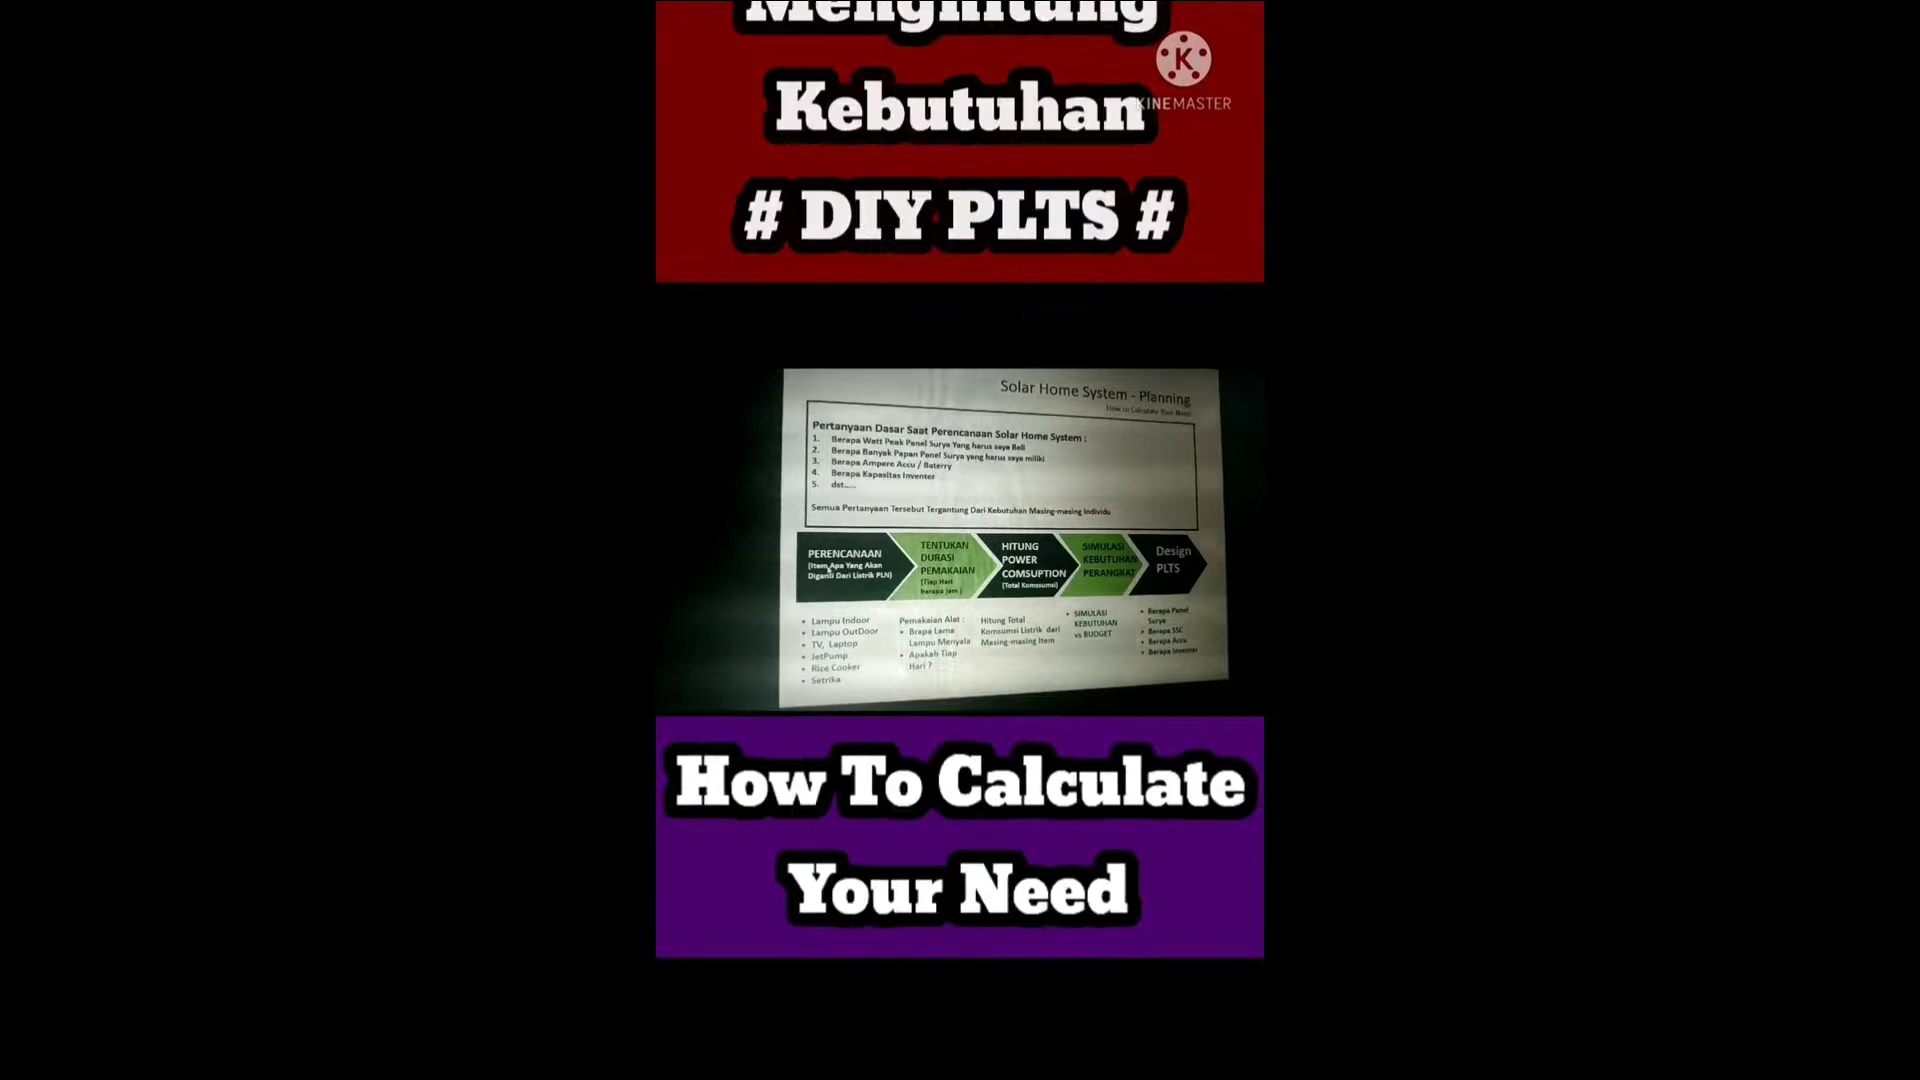 Menghitung
Kebutuhan
# DIY PLTS #
K
KINEMASTER
Solar Home System - Planning
How to Calculate Your Need
Pertanyaan Dasar Saat Perencanaan Solar Home System :
1. Berapa Watt Peak Panel Surya Yang harus saya Beli
2. Berapa Banyak Papan Panel Surya yang harus saya miliki
3. Berapa Ampere Accu / Baterry
4. Berapa Kapasitas Inventer
5. dst.....
Semua Pertanyaan Tersebut Tergantung Dari Kebutuhan Masing-masing Individu
PERENCANAAN
(Item Apa Yang Akan
Diganti Dari Listrik PLN)
TENTUKAN
DURASI
PEMAKAIAN
(Tiap Hari
berapa jam )
HITUNG
POWER
COMSUPTION
(Total Komssumsi)
SIMULASI
KEBUTUHAN
PERANGKAT
Design
PLTS
• Lampu Indoor
• Lampu OutDoor
• TV, Laptop
• JetPump
• Rice Cooker
• Setrika
Pemakaian Alat :
• Brapa Lama
Lampu Menyala
• Apakah Tiap
Hari ?
Hitung Total
Komsumsi Listrik dari
Masing-masing Item
• SIMULASI
KEBUTUHAN
vs BUDGET
• Berapa Panel
Surya
• Berapa SSC
• Berapa Accu
• Berapa Inventer
How To Calculate
Your Need